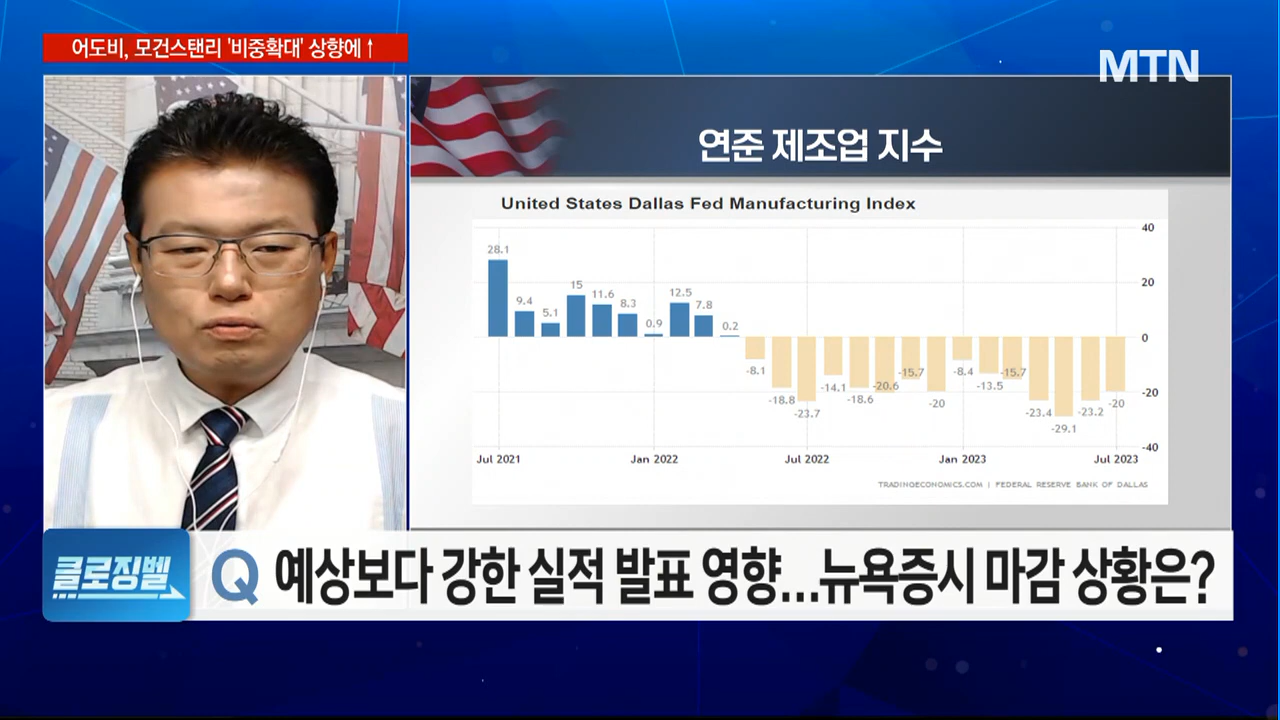 어도비, 모건스탠리 '비중확대' 상향에↑
MTN
연준 제조업 지수
United States Dallas Fed Manufacturing Index
28.1
9.4
5.1
15
11.6
8.3
0.9
12.5
7.8
0.2
-8.1
-18.8
-23.7
-14.1
-18.6
-20.6
-15.7
-20
-8.4
-13.5
-15.7
-23.4
-29.1
-23.2
-20
40
20
0
-20
-40
Jul 2021
Jan 2022
Jul 2022
Jan 2023
Jul 2023
TRADINGECONOMICS.COM | FEDERAL RESERVE BANK OF DALLAS
클로징벨
Q 예상보다 강한 실적 발표 영향...뉴욕증시 마감 상황은?